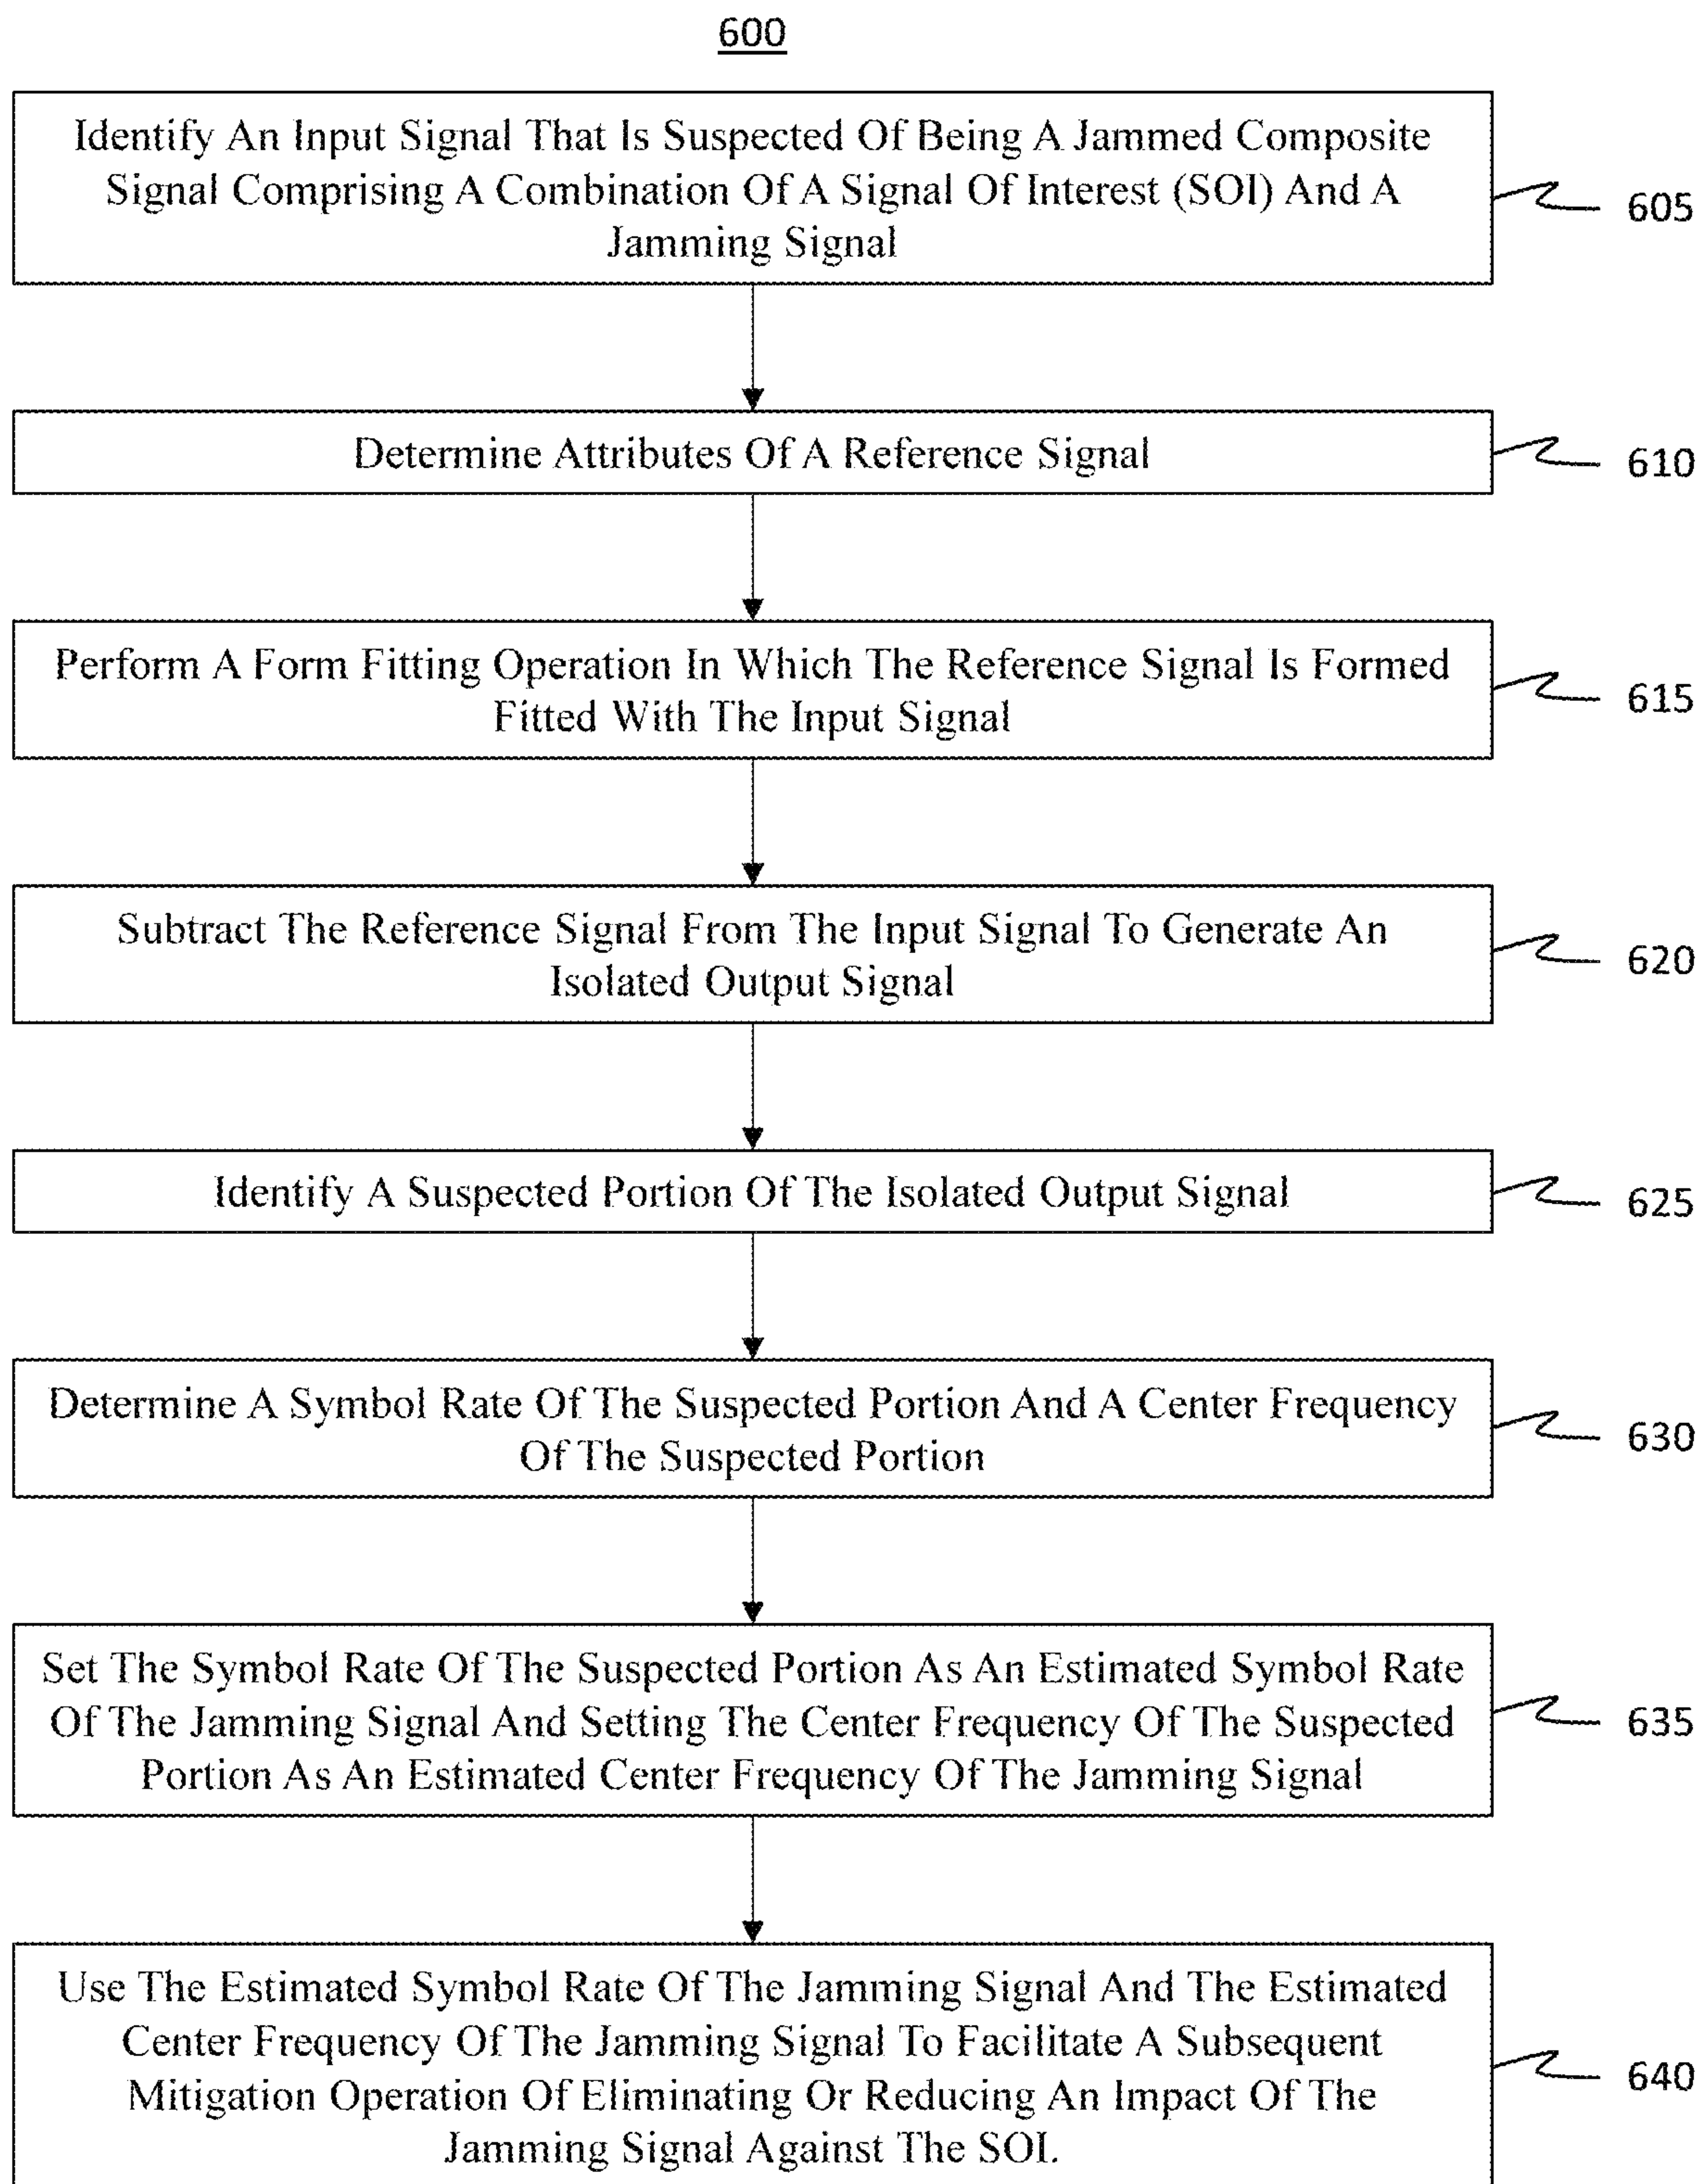 600
Identify An Input Signal That Is Suspected Of Being A Jammed Composite
Signal Comprising A Combination Of A Signal Of Interest (SOI) And A
Jamming Signal
605
Determine Attributes Of A Reference Signal
610
Perform A Form Fitting Operation In Which The Reference Signal Is Formed
Fitted With The Input Signal
615
Subtract The Reference Signal From The Input Signal To Generate An
Isolated Output Signal
620
Identify A Suspected Portion Of The Isolated Output Signal
625
Determine A Symbol Rate Of The Suspected Portion And A Center Frequency
Of The Suspected Portion
630
Set The Symbol Rate Of The Suspected Portion As An Estimated Symbol Rate
Of The Jamming Signal And Setting The Center Frequency Of The Suspected
Portion As An Estimated Center Frequency Of The Jamming Signal
635
Use The Estimated Symbol Rate Of The Jamming Signal And The Estimated
Center Frequency Of The Jamming Signal To Facilitate A Subsequent
Mitigation Operation Of Eliminating Or Reducing An Impact Of The
Jamming Signal Against The SOI.
640